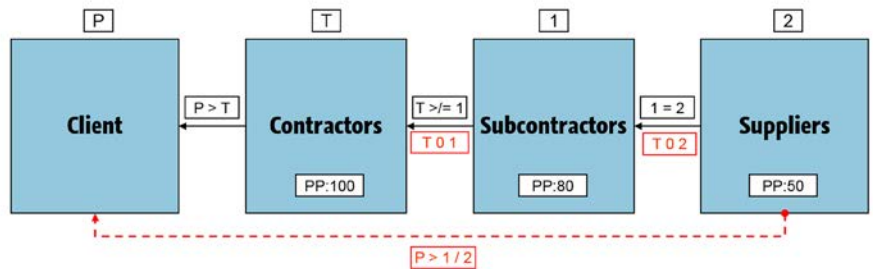 P
T
1
2
P > T
T >/= 1
1 = 2
Client
Contractors
Subcontractors
Suppliers
T 0 1
T 0 2
PP:100
PP:80
PP:50
P > 1 / 2